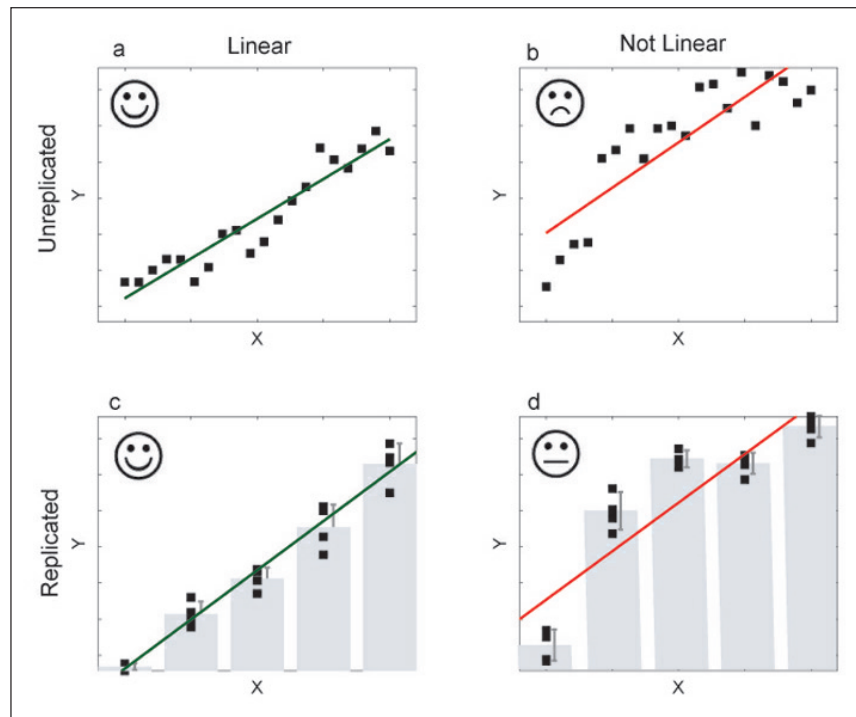 a
Linear
b
Not Linear
Unreplicated
Y
X
Y
X
c
d
Replicated
Y
X
Y
X